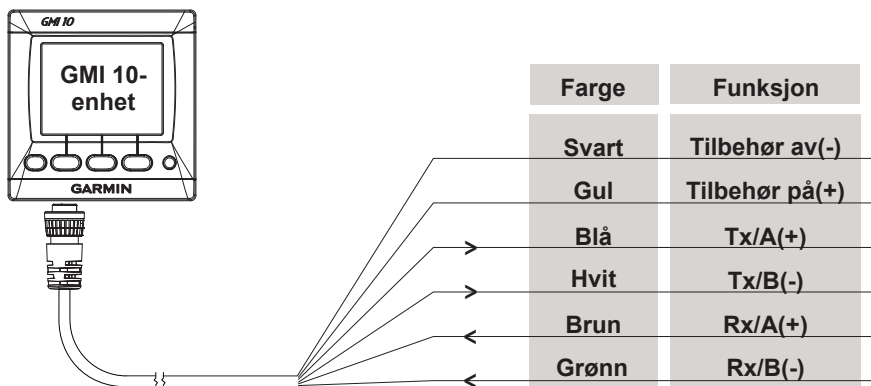 GMI 10
GMI 10-
enhet
GARMIN
Farge Funksjon
Svart Tilbehør av(-)
Gul Tilbehør på(+)
Blå Tx/A(+)
Hvit Tx/B(-)
Brun Rx/A(+)
Grønn Rx/B(-)